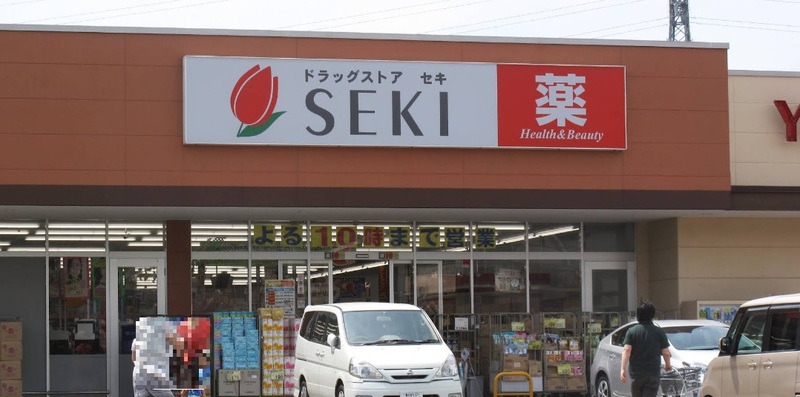 ドラッグストア セキ
SEKI
薬
Health&Beauty
Y
よる10時まで営業